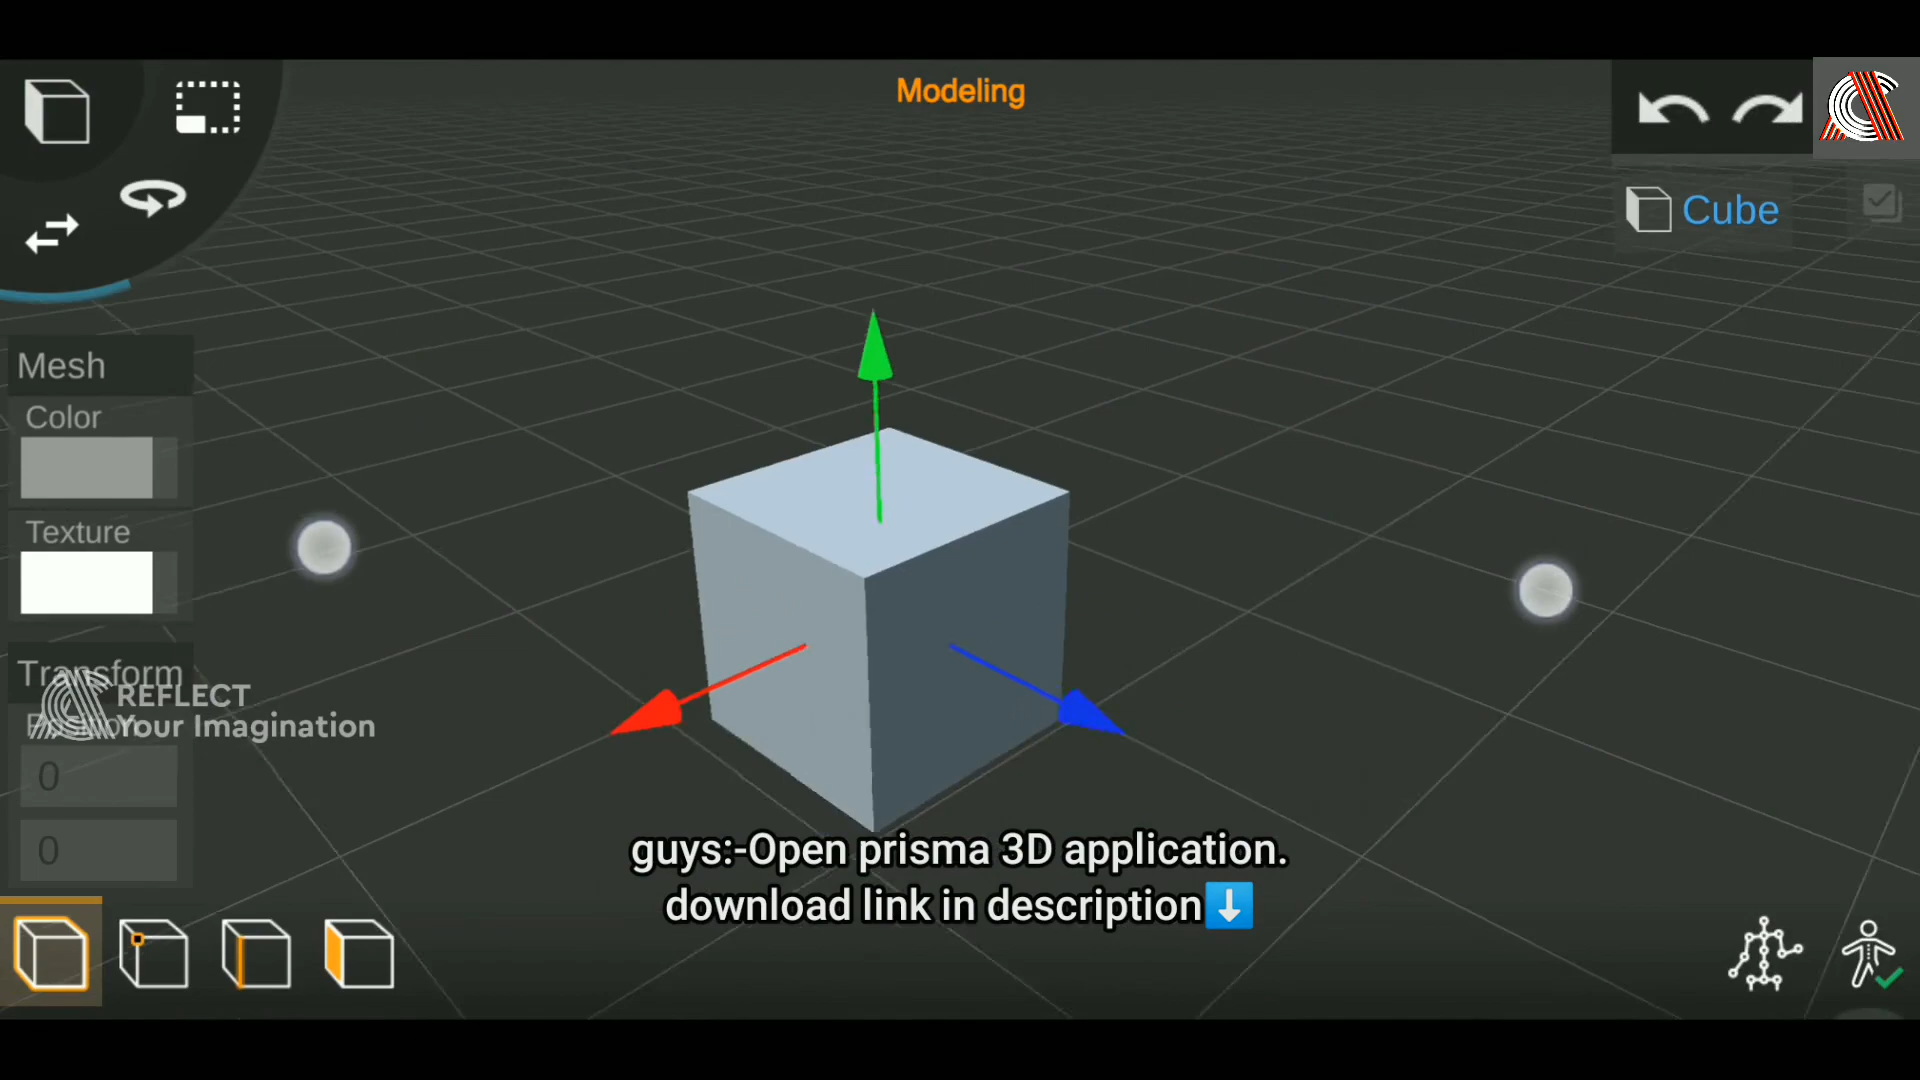 Modeling
Cube
Mesh
Color
Texture
Transform
REFLECT
Position
Your Imagination
0
0
guys:-Open prisma 3D application.
download link in description⬇️